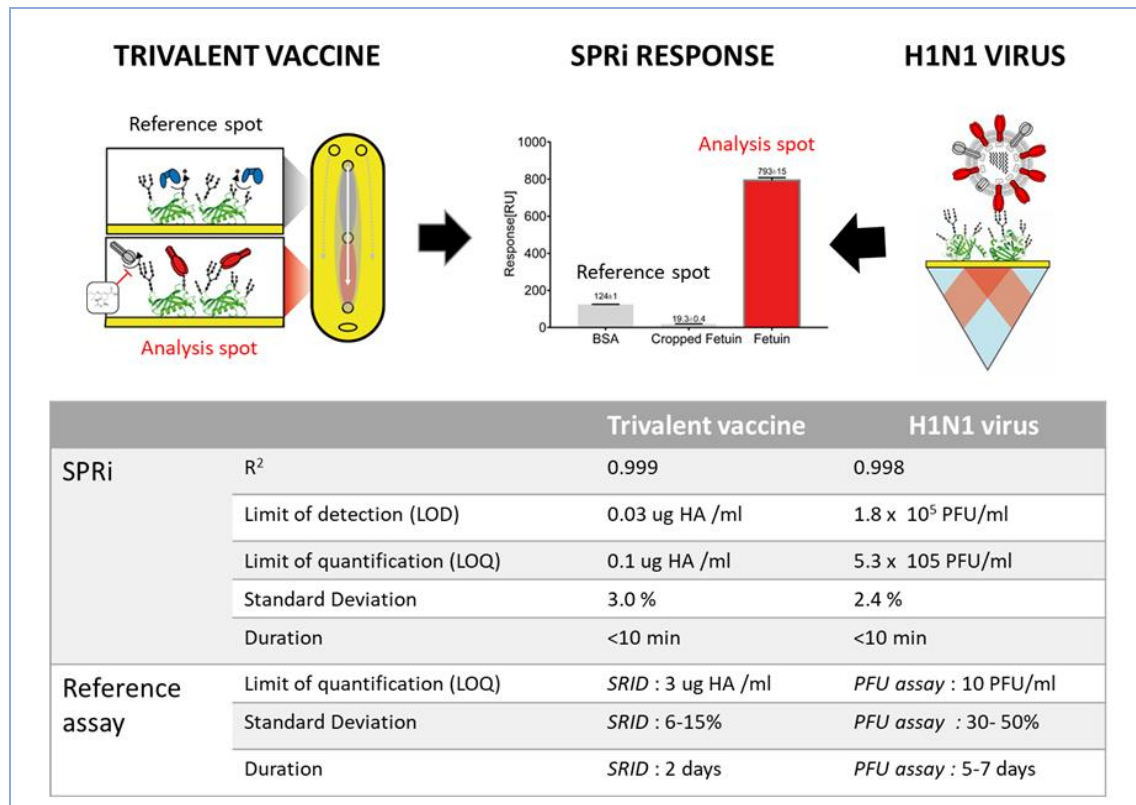 TRIVALENT VACCINE
SPRi RESPONSE
H1N1 VIRUS
Reference spot
Analysis spot
Analysis spot
Reference spot
Response[RU]
1000
800
600
400
200
0
124±1
19.3±0.4
793±15
BSA
Cropped Fetuin
Fetuin
Trivalent vaccine H1N1 virus
SPRi R² 0.999 0.998
Limit of detection (LOD) 0.03 ug HA /ml 1.8 x 10⁵ PFU/ml
Limit of quantification (LOQ) 0.1 ug HA /ml 5.3 x 105 PFU/ml
Standard Deviation 3.0 % 2.4 %
Duration <10 min <10 min
Reference assay Limit of quantification (LOQ) SRID : 3 ug HA /ml PFU assay : 10 PFU/ml
Standard Deviation SRID : 6-15% PFU assay : 30- 50%
Duration SRID : 2 days PFU assay : 5-7 days